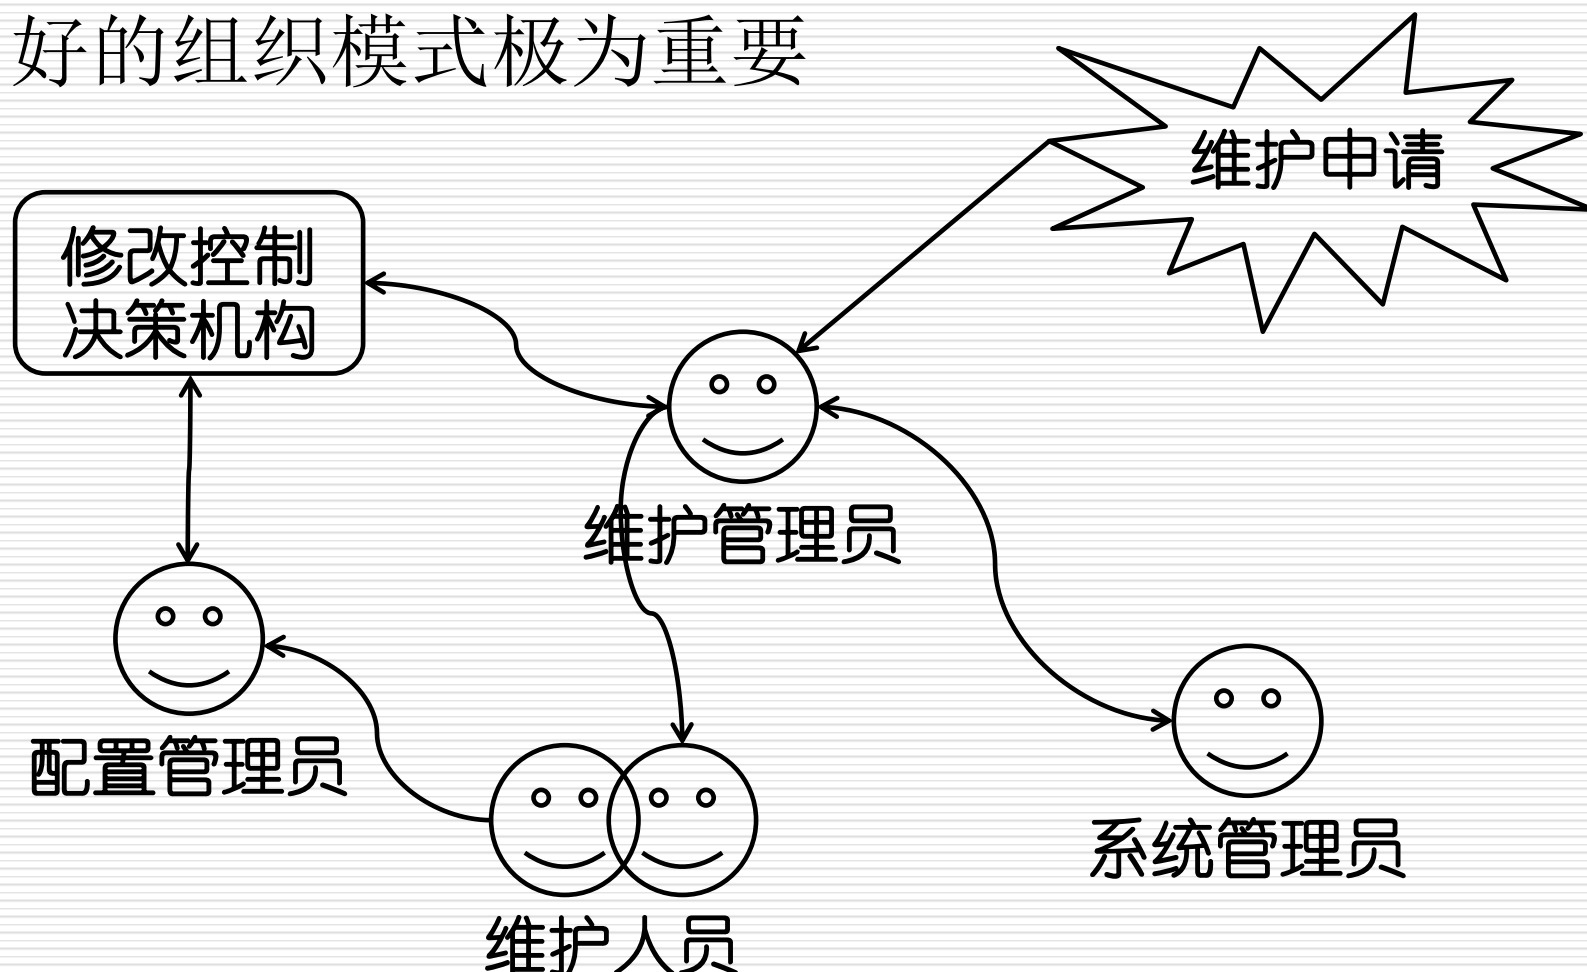 好的组织模式极为重要
维护申请
修改控制
决策机构
维护管理员
配置管理员
系统管理员
维护人员